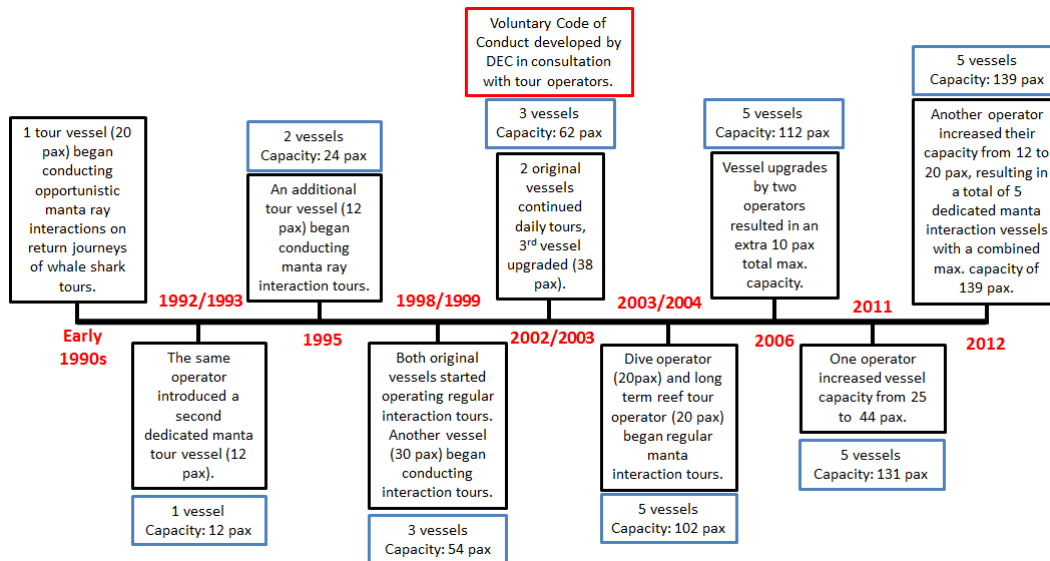 Voluntary Code of
Conduct developed by
DEC in consultation
with tour operators.
1 tour vessel (20
pax) began
conducting
opportunistic
manta ray
interactions on
return journeys
of whale shark
tours.
2 vessels
Capacity: 24 pax
An additional
tour vessel (12
pax) began
conducting
manta ray
interaction tours.
3 vessels
Capacity: 62 pax
2 original
vessels
continued
daily tours,
3rd vessel
upgraded (38
pax).
5 vessels
Capacity: 112 pax
Vessel upgrades
by two
operators
resulted in an
extra 10 pax
total max.
capacity.
5 vessels
Capacity: 139 pax
Another operator
increased their
capacity from 12 to
20 pax, resulting in
a total of 5
dedicated manta
interaction vessels
with a combined
max. capacity of
139 pax.
Early
1990s
1992/1993
1995
1998/1999
2002/2003
2003/2004
2006
2011
2012
The same
operator
introduced a
second
dedicated manta
tour vessel (12
pax).
1 vessel
Capacity: 12 pax
Both original
vessels started
operating regular
interaction tours.
Another vessel
(30 pax) began
conducting
interaction tours.
3 vessels
Capacity: 54 pax
Dive operator
(20pax) and long
term reef tour
operator (20 pax)
began regular
manta
interaction tours.
5 vessels
Capacity: 102 pax
One operator
increased vessel
capacity from 25
to 44 pax.
5 vessels
Capacity: 131 pax